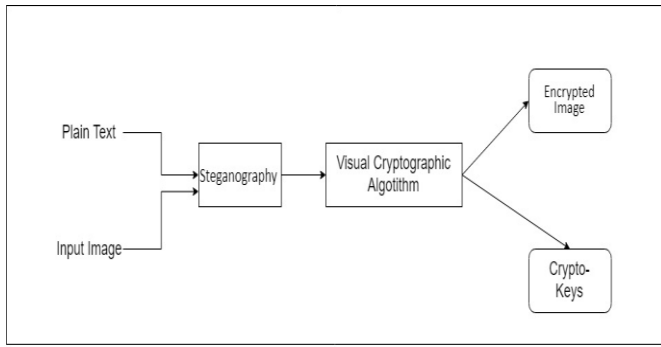 Encrypted
Image
Plain Text
Steganography
Visual Cryptographic
Algotithm
Input Image
Crypto-
Keys